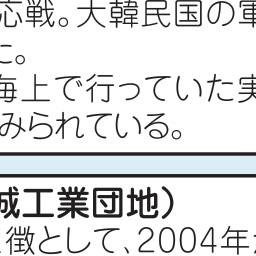 応戦。大韓民国の軍
た。
海上で行っていた実
みられている。
城工業団地)
徴として、2004年